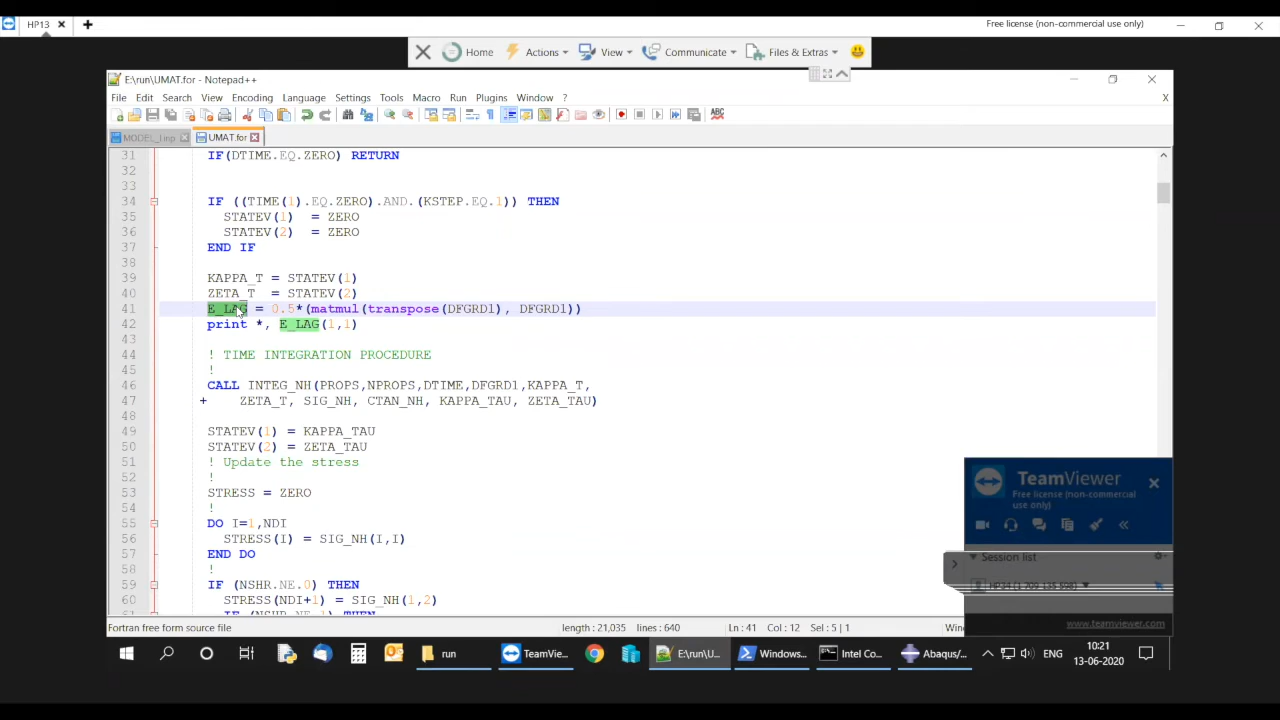 HP13
Free license (non-commercial use only)
Home Actions View Communicate Files & Extras
E:\run\UMAT.for - Notepad++
File Edit Search View Encoding Language Settings Tools Macro Run Plugins Window ? X
MODEL_I.inp UMAT.for
31 IF(DTIME.EQ.ZERO) RETURN
32
33
34 IF ((TIME(1).EQ.ZERO).AND.(KSTEP.EQ.1)) THEN
35 STATEV(1) = ZERO
36 STATEV(2) = ZERO
37 END IF
38
39 KAPPA_T = STATEV(1)
40 ZETA_T = STATEV(2)
41 E_LAG = 0.5*(matmul(transpose(DFGRD1), DFGRD1))
42 print *, E_LAG(1,1)
43
44 ! TIME INTEGRATION PROCEDURE
45 !
46 CALL INTEG_NH(PROPS,NPROPS,DTIME,DFGRD1,KAPPA_T,
47 + ZETA_T, SIG_NH, CTAN_NH, KAPPA_TAU, ZETA_TAU)
48
49 STATEV(1) = KAPPA_TAU
50 STATEV(2) = ZETA_TAU
51 ! Update the stress
52 !
53 STRESS = ZERO
54 !
55 DO I=1,NDI
56 STRESS(I) = SIG_NH(I,I)
57 END DO
58 !
59 IF (NSHR.NE.0) THEN
60 STRESS(NDI+1) = SIG_NH(1,2)
TeamViewer
Free license (non-commercial
use only)
Session list
www.teamviewer.com
Fortran free form source file length : 21,035 lines : 640 Ln : 41 Col : 12 Sel : 5 | 1
run TeamVie... E:\run\U... Windows... Intel Co... Abaqus/... ENG 10:21
13-06-2020